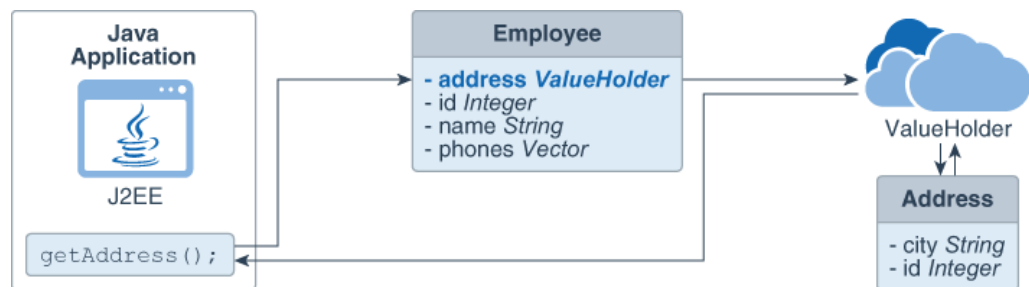 Java
Application
J2EE
getAddress();
Employee
- address ValueHolder
- id Integer
- name String
- phones Vector
ValueHolder
Address
- city String
- id Integer